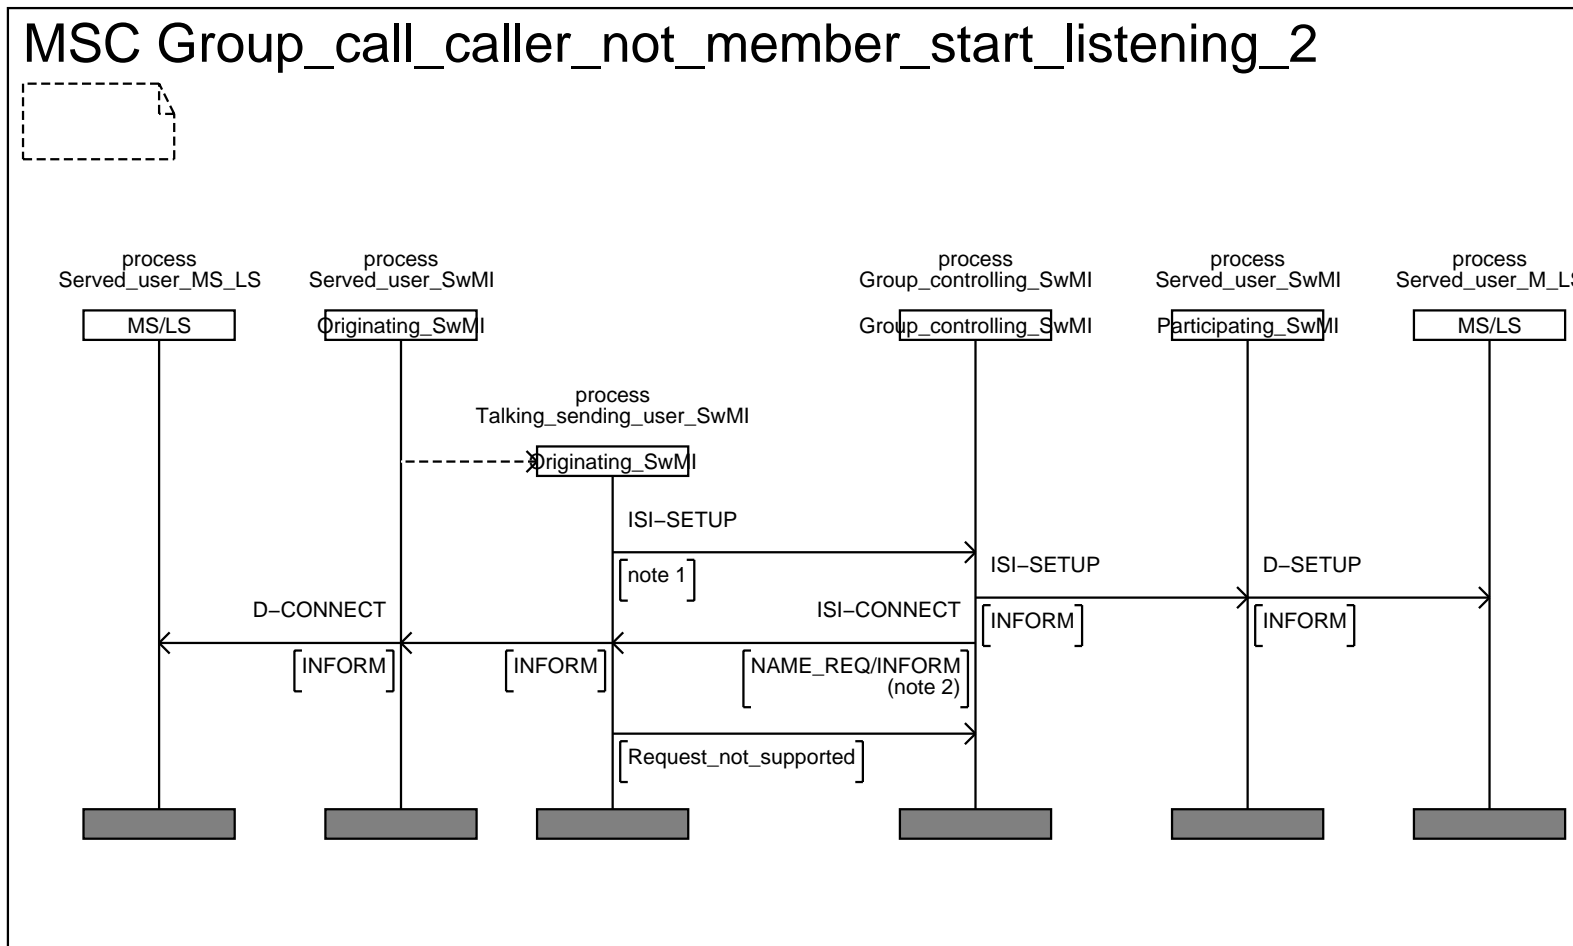 MSC Group_call_caller_not_member_start_listening_2
process
Served_user_MS_LS
MS/LS
process
Served_user_SwMI
Originating_SwMI
process
Group_controlling_SwMI
Group_controlling_SwMI
process
Served_user_SwMI
Participating_SwMI
process
Served_user_M_LS
MS/LS
process
Talking_sending_user_SwMI
Originating_SwMI
ISI−SETUP
note 1
ISI−SETUP
INFORM
D−SETUP
INFORM
D−CONNECT
INFORM
INFORM
ISI−CONNECT
NAME_REQ/INFORM
(note 2)
Request_not_supported